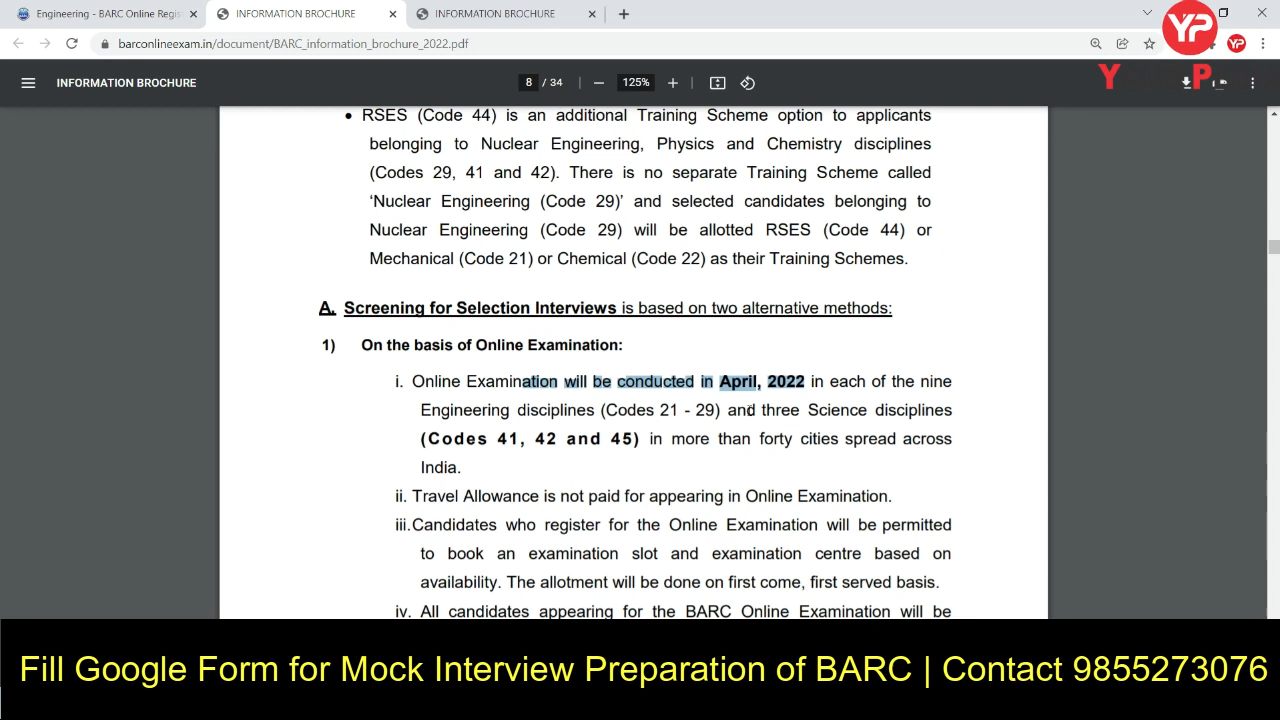 Engineering - BARC Online Regis
INFORMATION BROCHURE
INFORMATION BROCHURE
barconlineexam.in/document/BARC_information_brochure_2022.pdf
YP
YP
INFORMATION BROCHURE
8 / 34
125%
Y P
• RSES (Code 44) is an additional Training Scheme option to applicants
belonging to Nuclear Engineering, Physics and Chemistry disciplines
(Codes 29, 41 and 42). There is no separate Training Scheme called
‘Nuclear Engineering (Code 29)’ and selected candidates belonging to
Nuclear Engineering (Code 29) will be allotted RSES (Code 44) or
Mechanical (Code 21) or Chemical (Code 22) as their Training Schemes.
A. Screening for Selection Interviews is based on two alternative methods:
1) On the basis of Online Examination:
i. Online Examination will be conducted in April, 2022 in each of the nine
Engineering disciplines (Codes 21 - 29) and three Science disciplines
(Codes 41, 42 and 45) in more than forty cities spread across
India.
ii. Travel Allowance is not paid for appearing in Online Examination.
iii. Candidates who register for the Online Examination will be permitted
to book an examination slot and examination centre based on
availability. The allotment will be done on first come, first served basis.
iv. All candidates appearing for the BARC Online Examination will be
Fill Google Form for Mock Interview Preparation of BARC | Contact 9855273076